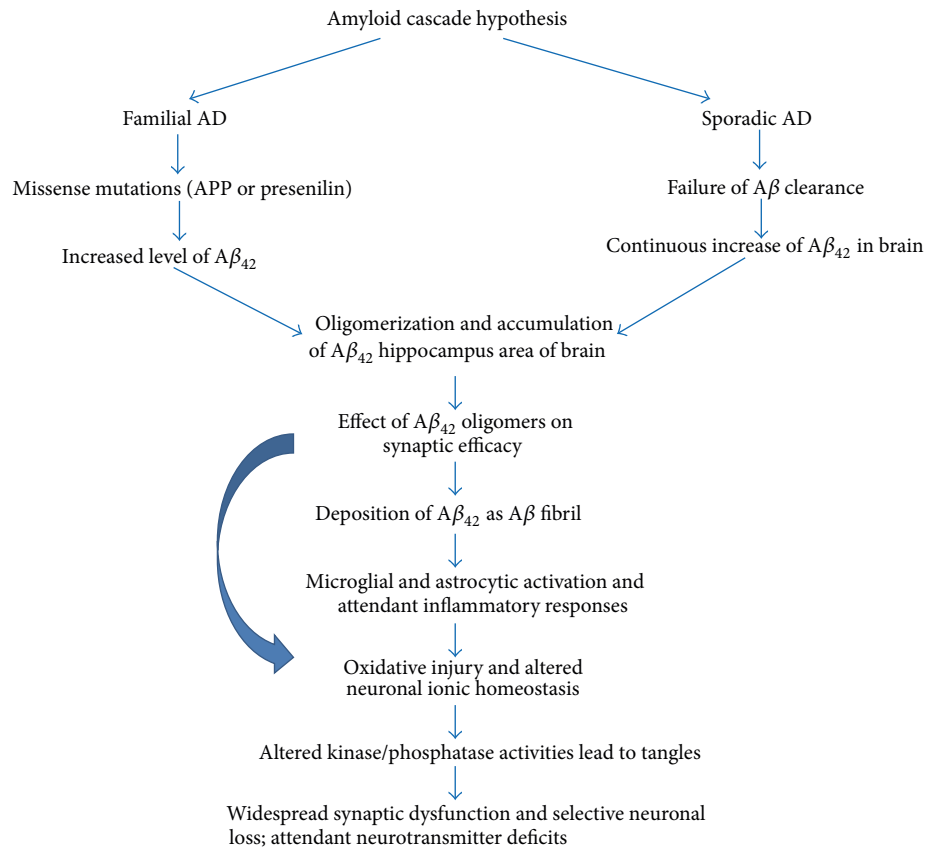 Amyloid cascade hypothesis
Familial AD
Missense mutations (APP or presenilin)
Increased level of Aβ₄₂
Sporadic AD
Failure of Aβ clearance
Continuous increase of Aβ₄₂ in brain
Oligomerization and accumulation
of Aβ₄₂ hippocampus area of brain
Effect of Aβ₄₂ oligomers on
synaptic efficacy
Deposition of Aβ₄₂ as Aβ fibril
Microglial and astrocytic activation and
attendant inflammatory responses
Oxidative injury and altered
neuronal ionic homeostasis
Altered kinase/phosphatase activities lead to tangles
Widespread synaptic dysfunction and selective neuronal
loss; attendant neurotransmitter deficits